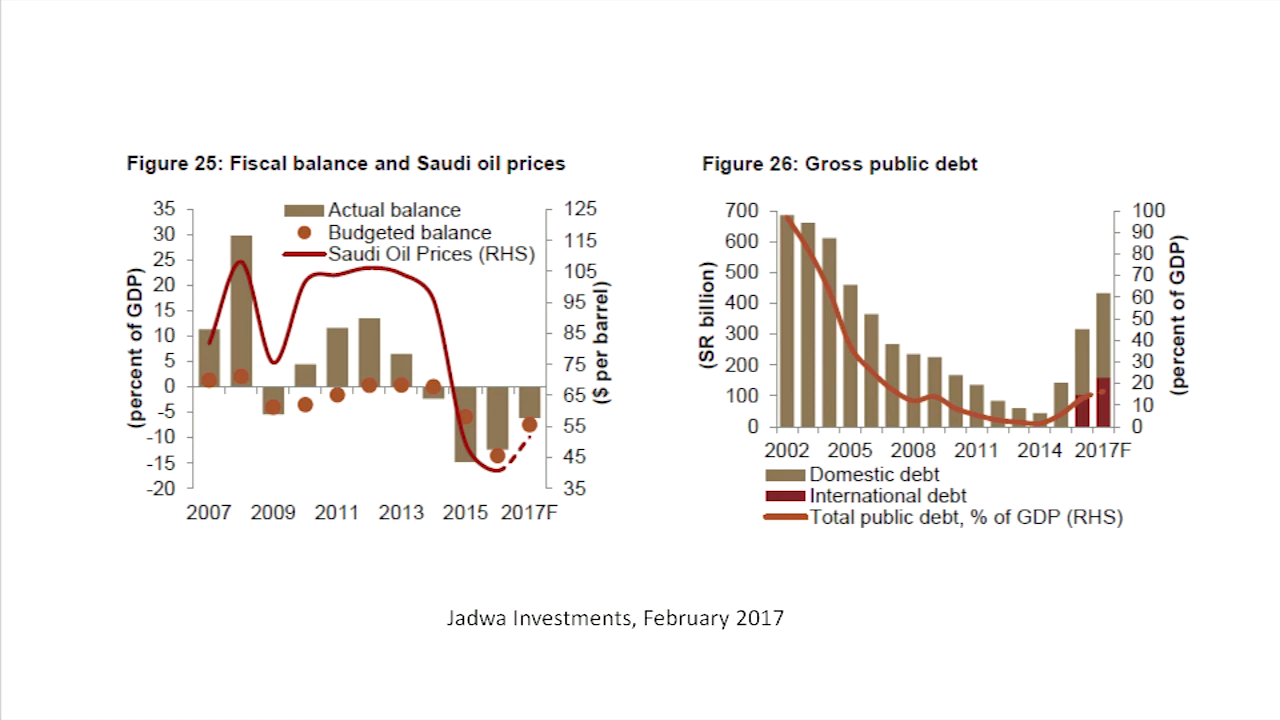 Figure 25: Fiscal balance and Saudi oil prices
35
30
25
20
15
10
5
0
-5
-10
-15
-20
(percent of GDP)
Actual balance
Budgeted balance
Saudi Oil Prices (RHS)
125
115
105
95
85
75
65
55
45
35
($ per barrel)
2007 2009 2011 2013 2015 2017F
Figure 26: Gross public debt
700
600
500
400
300
200
100
0
(SR billion)
100
90
80
70
60
50
40
30
20
10
0
(percent of GDP)
2002 2005 2008 2011 2014 2017F
Domestic debt
International debt
Total public debt, % of GDP (RHS)
Jadwa Investments, February 2017